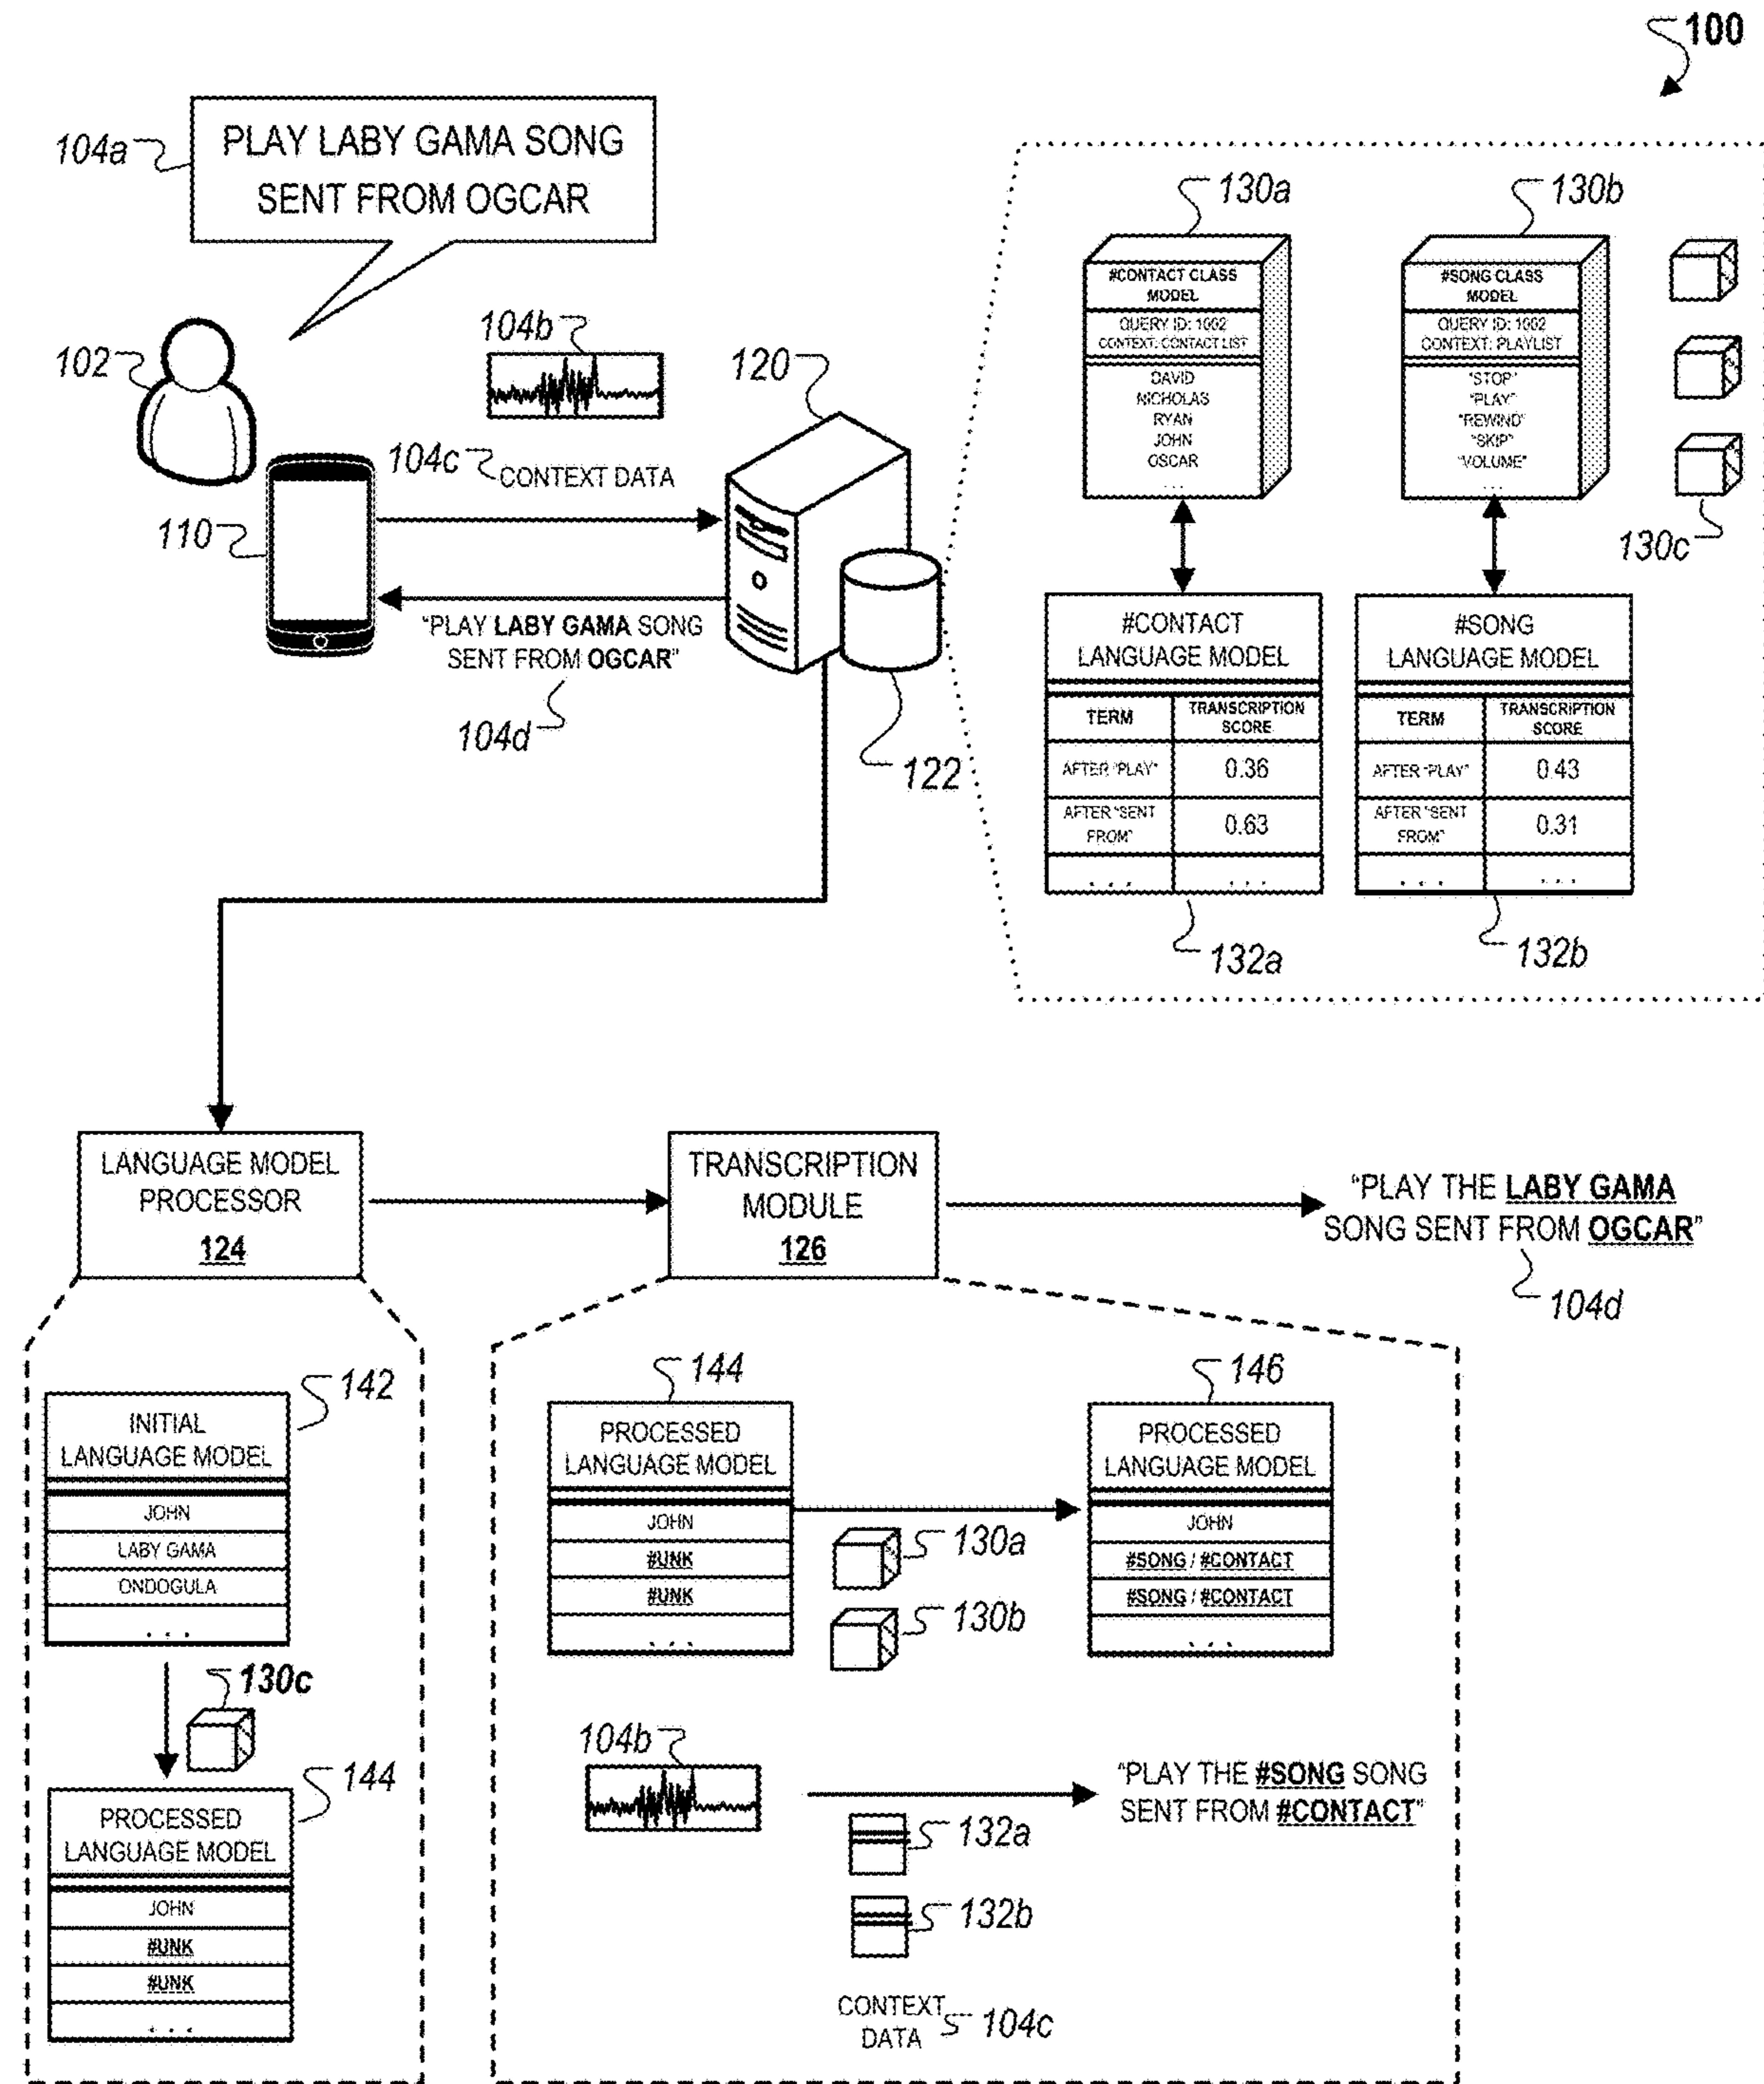 100
104a
PLAY LABY GAMA SONG
SENT FROM OGCAR
102
104b
104c
CONTEXT DATA
110
120
"PLAY LABY GAMA SONG
SENT FROM OGCAR"
104d
122
130a
#CONTACT CLASS
MODEL
QUERY ID: 1002
CONTEXT: CONTACT LIST
DAVID
NICHOLAS
RYAN
JOHN
OSCAR
. . .
130b
#SONG CLASS
MODEL
QUERY ID: 1002
CONTEXT: PLAYLIST
"STOP"
"PLAY"
"REWIND"
"SKIP"
"VOLUME"
. . .
130c
#CONTACT
LANGUAGE MODEL
TERM
TRANSCRIPTION
SCORE
AFTER "PLAY"
0.36
AFTER "SENT
FROM"
0.63
. . .
. . .
132a
#SONG
LANGUAGE MODEL
TERM
TRANSCRIPTION
SCORE
AFTER "PLAY"
0.43
AFTER "SENT
FROM"
0.31
. . .
. . .
132b
LANGUAGE MODEL
PROCESSOR
124
TRANSCRIPTION
MODULE
126
"PLAY THE LABY GAMA
SONG SENT FROM OGCAR"
104d
142
INITIAL
LANGUAGE MODEL
JOHN
LABY GAMA
ONDOGULA
. . .
130c
144
PROCESSED
LANGUAGE MODEL
JOHN
#UNK
#UNK
. . .
144
PROCESSED
LANGUAGE MODEL
JOHN
#UNK
#UNK
. . .
130a
130b
146
PROCESSED
LANGUAGE MODEL
JOHN
#SONG / #CONTACT
#SONG / #CONTACT
. . .
104b
132a
132b
"PLAY THE #SONG SONG
SENT FROM #CONTACT"
CONTEXT
DATA
104c